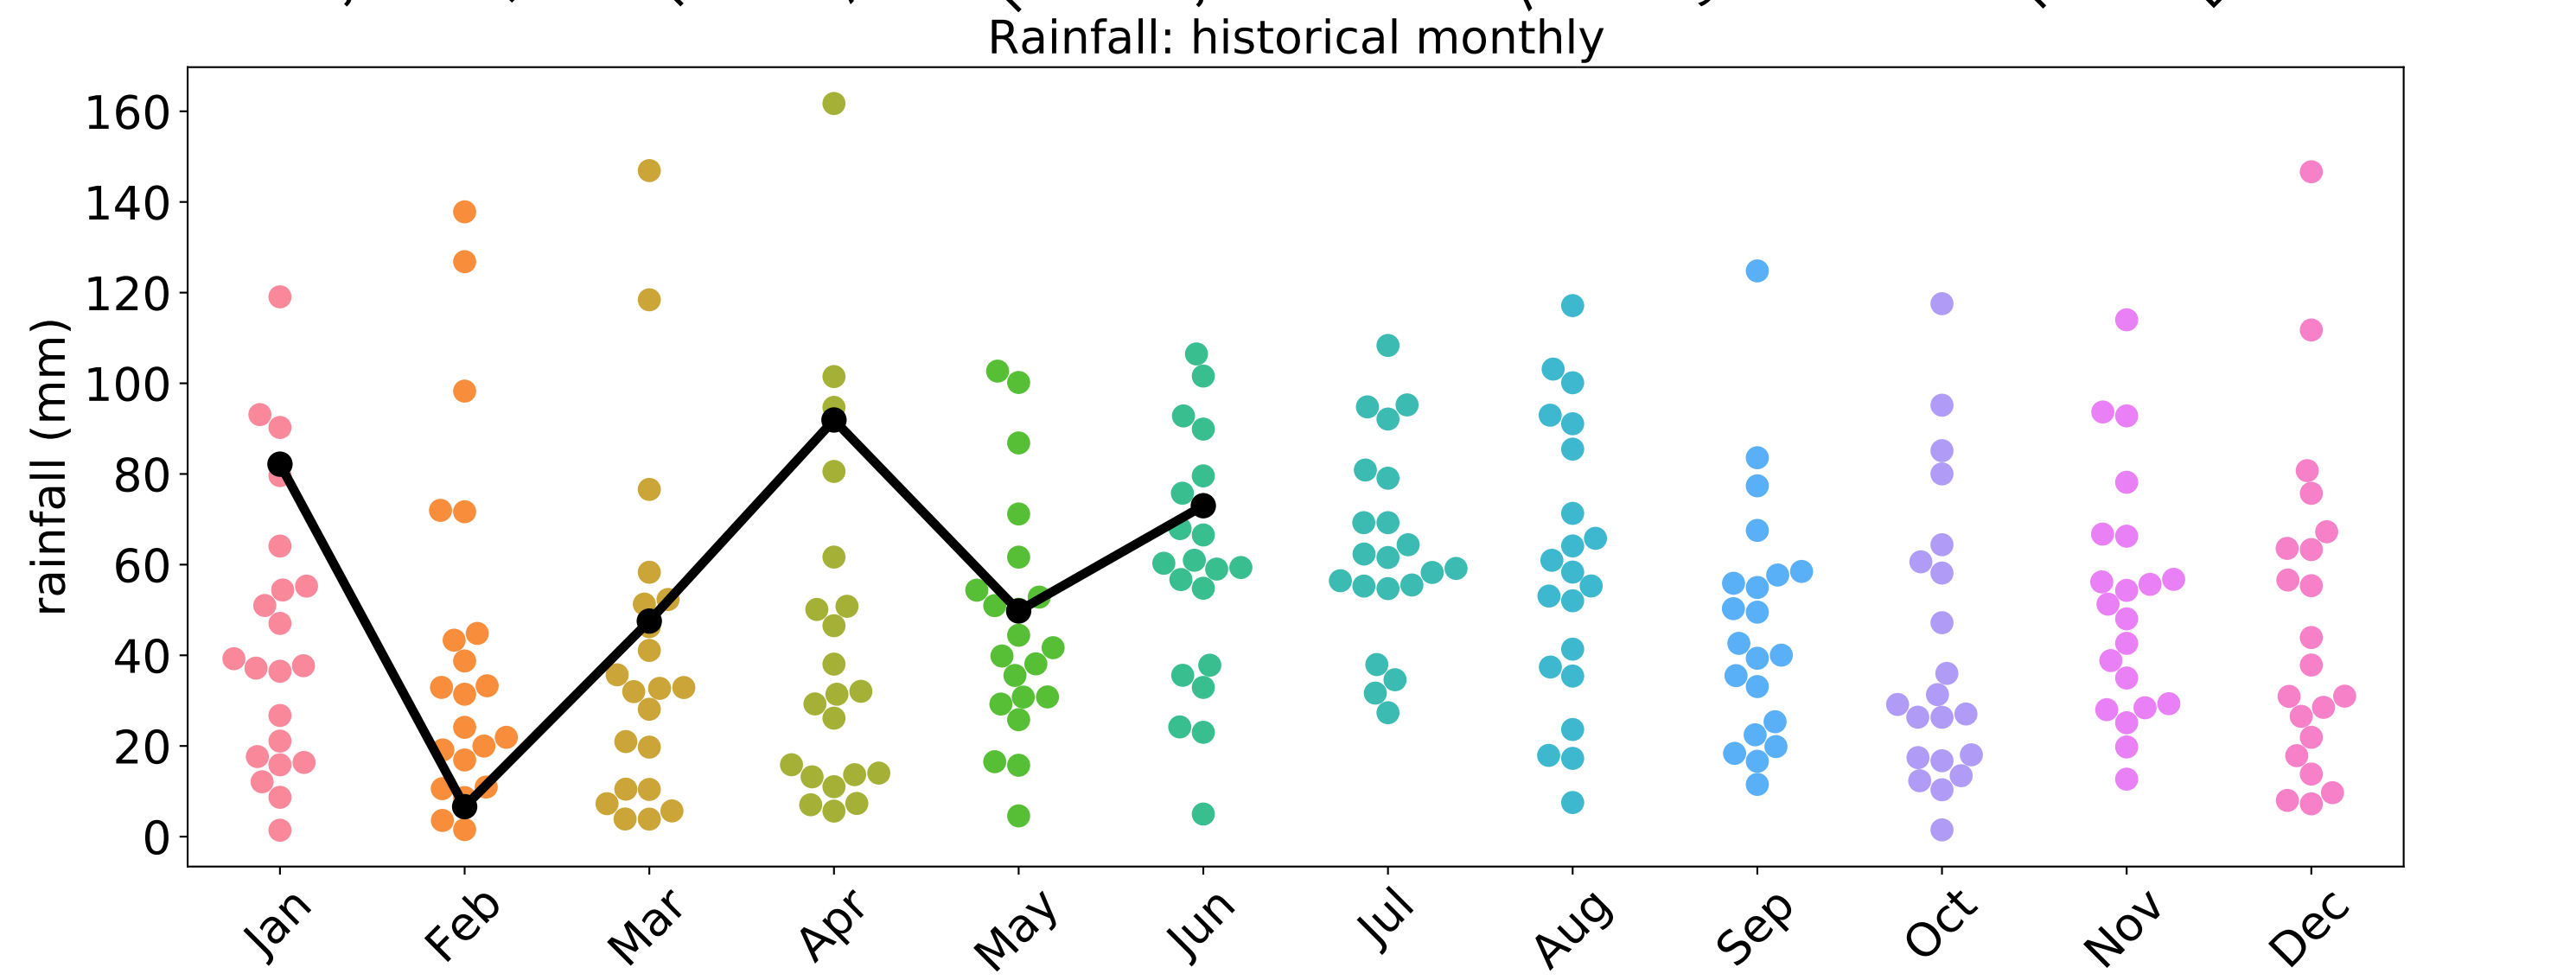 Rainfall: historical monthly
160
140
120
100
80
60
40
20
0
rainfall (mm)
Jan
Feb
Mar
Apr
May
Jun
Jul
Aug
Sep
Oct
Nov
Dec